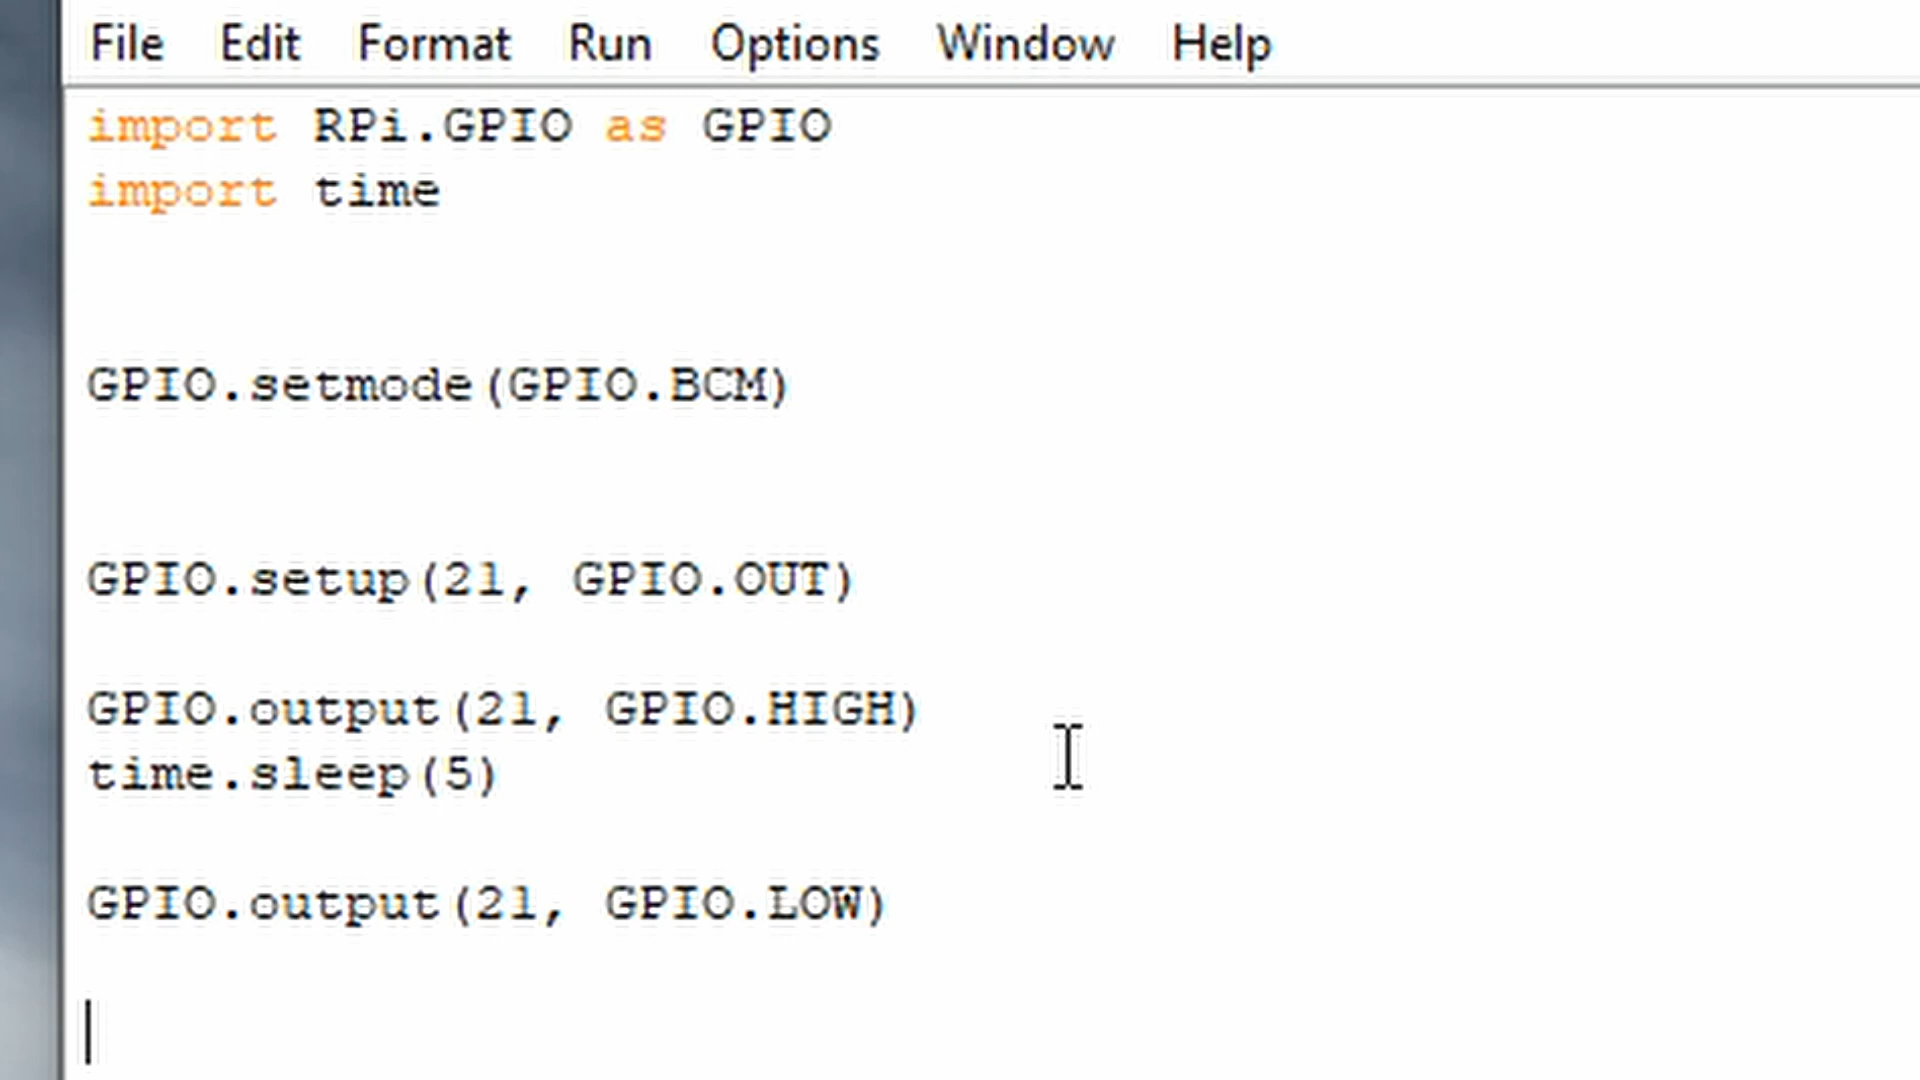 File Edit Format Run Options Window Help
import RPi.GPIO as GPIO
import time
GPIO.setmode(GPIO.BCM)
GPIO.setup(21, GPIO.OUT)
GPIO.output(21, GPIO.HIGH)
time.sleep(5)
GPIO.output(21, GPIO.LOW)